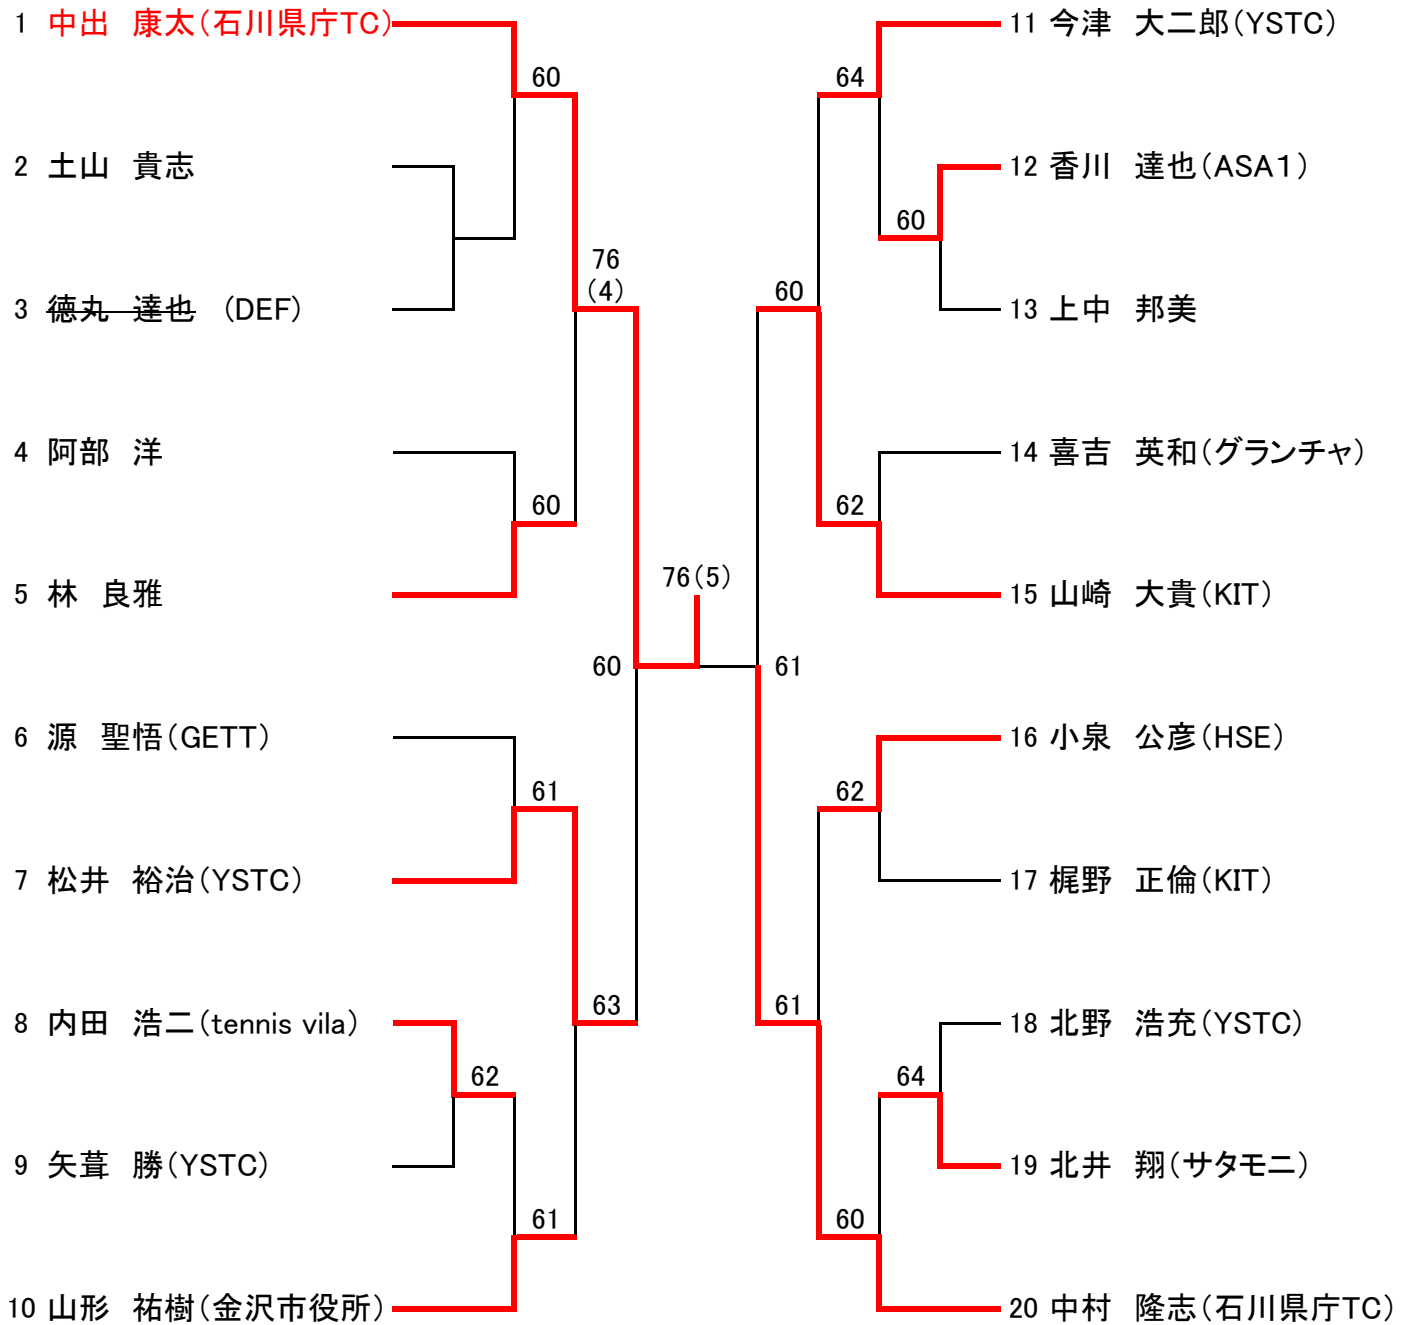 1 中出 康太(石川県庁TC)
60
2 土山 貴志
3 德丸 達也 (DEF)
76
(4)
4 阿部 洋
60
5 林 良雅
60
6 源 聖悟(GETT)
61
7 松井 裕治(YSTC)
8 内田 浩二(tennis vila)
63
62
9 矢葺 勝(YSTC)
61
10 山形 祐樹(金沢市役所)
76(5)
11 今津 大二郎(YSTC)
64
12 香川 達也(ASA1)
60
13 上中 邦美
60
14 喜吉 英和(グランチャ)
62
15 山崎 大貴(KIT)
61
16 小泉 公彦(HSE)
62
17 梶野 正倫(KIT)
18 北野 浩充(YSTC)
61
64
19 北井 翔(サタモニ)
60
20 中村 隆志(石川県庁TC)